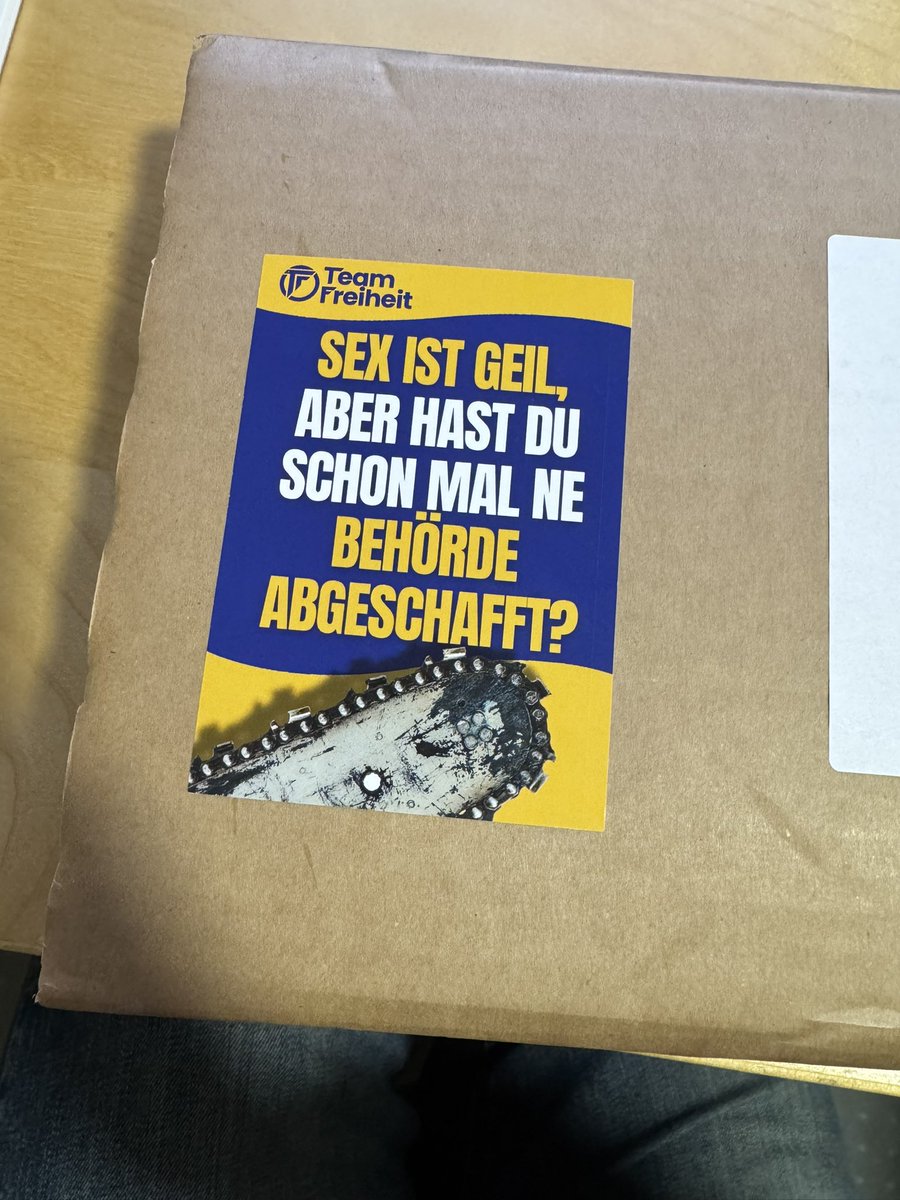 Team
Freiheit
SEX IST GEIL,
ABER HAST DU
SCHON MAL NE
BEHÖRDE
ABGESCHAFFT?